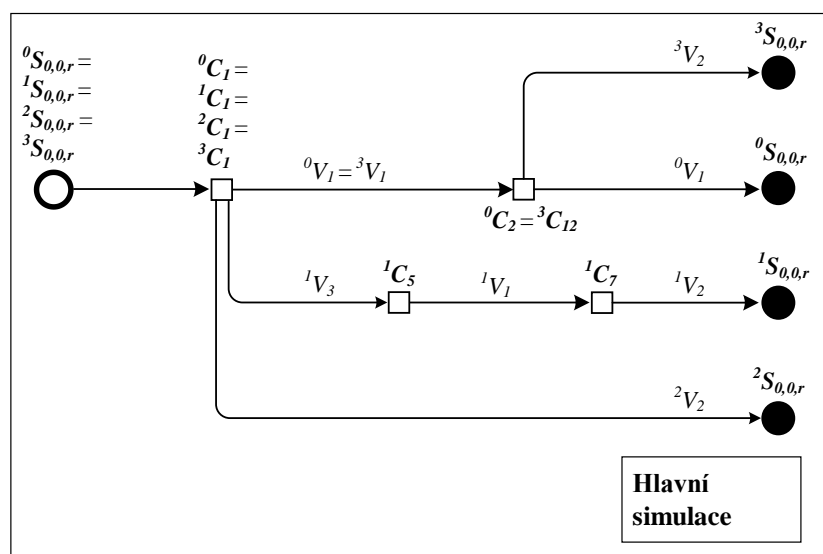 ³S₀,₀,ᵣ
⁰S₀,₀,ᵣ =
¹S₀,₀,ᵣ =
²S₀,₀,ᵣ =
³S₀,₀,ᵣ
⁰C₁ =
¹C₁ =
²C₁ =
³C₁
³V₂
⁰V₁ = ³V₁
⁰V₁
⁰S₀,₀,ᵣ
⁰C₂ = ³C₁₂
¹V₃
¹C₅
¹V₁
¹C₇
¹V₂
¹S₀,₀,ᵣ
²V₂
²S₀,₀,ᵣ
Hlavní
simulace